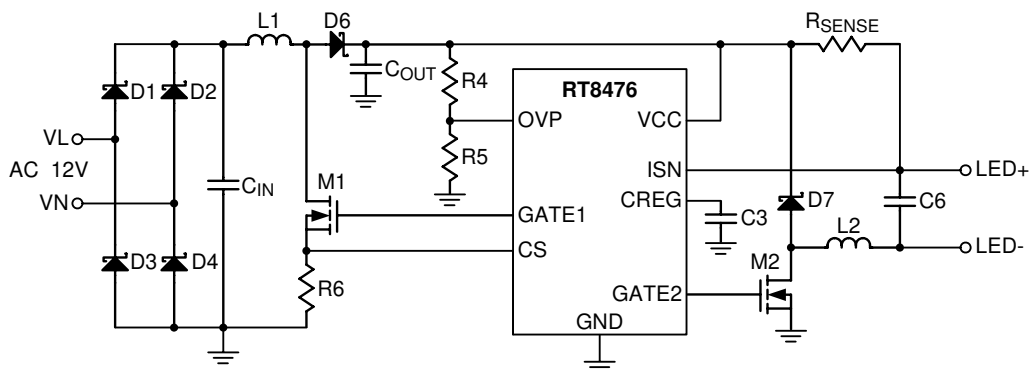 L1
D6
RSENSE
COUT
R4
RT8476
D1
D2
OVP
VCC
VL
R5
AC 12V
ISN
LED+
M1
CIN
CREG
D7
C6
VN
GATE1
C3
L2
CS
LED-
D3
D4
M2
R6
GATE2
GND